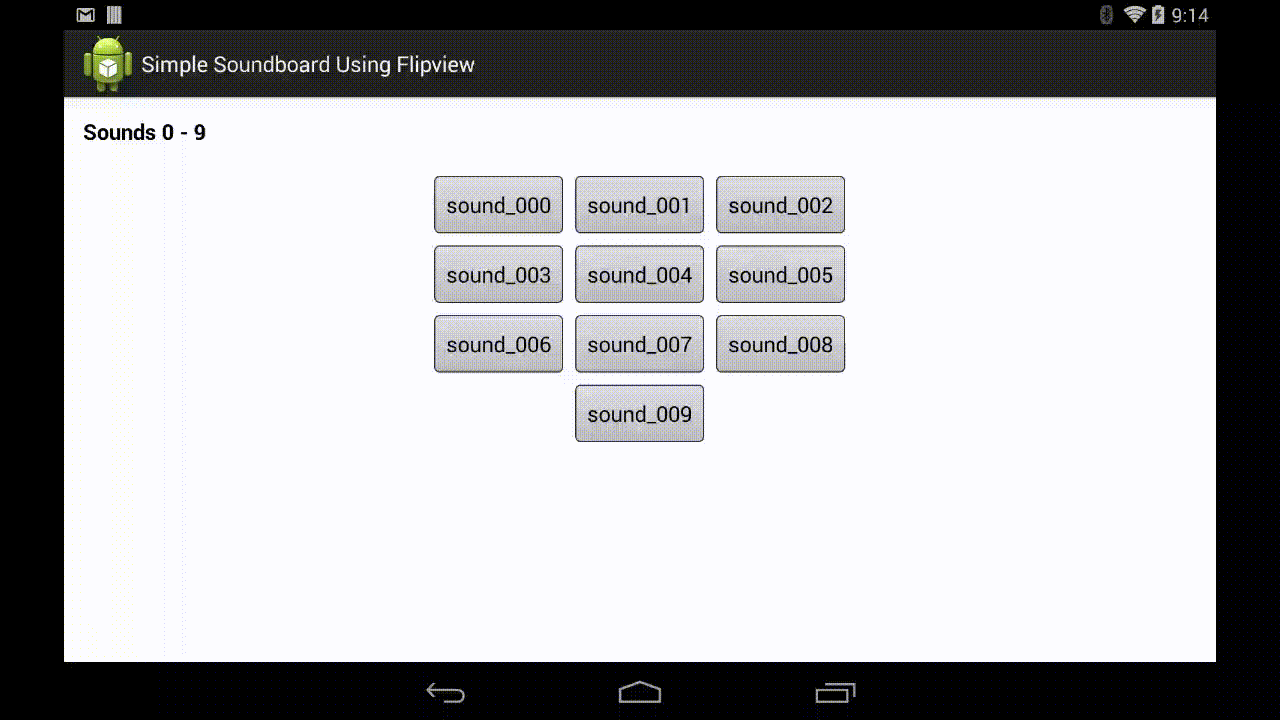 9:14
Simple Soundboard Using Flipview
Sounds 0 - 9
sound_000 sound_001 sound_002
sound_003 sound_004 sound_005
sound_006 sound_007 sound_008
sound_009